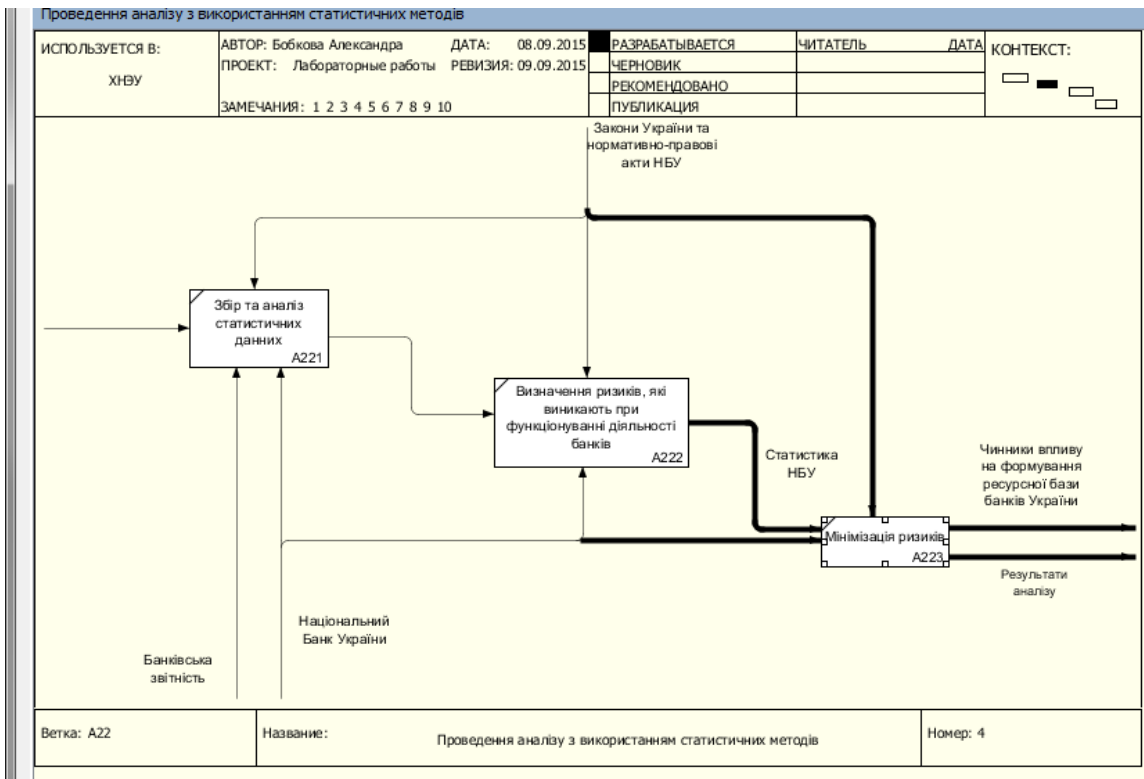 Проведення аналізу з використанням статистичних методів
ИСПОЛЬЗУЕТСЯ В:
ХНЭУ
АВТОР: Бобкова Александра
ДАТА: 08.09.2015
ПРОЕКТ: Лабораторные работы
РЕВИЗИЯ: 09.09.2015
ЗАМЕЧАНИЯ: 1 2 3 4 5 6 7 8 9 10
РАЗРАБАТЫВАЕТСЯ
ЧЕРНОВИК
РЕКОМЕНДОВАНО
ПУБЛИКАЦИЯ
ЧИТАТЕЛЬ
ДАТА
КОНТЕКСТ:
Закони України та
нормативно-правові
акти НБУ
Збір та аналіз
статистичних
данних
A221
Визначення ризиків, які
виникають при
функціонуванні діяльності
банків
A222
Статистика
НБУ
Чинники впливу
на формування
ресурсної бази
банків України
Мінімізація ризиків
A223
Результати
аналізу
Національний
Банк України
Банківська
звітність
Ветка: A22
Название:
Проведення аналізу з використанням статистичних методів
Номер: 4